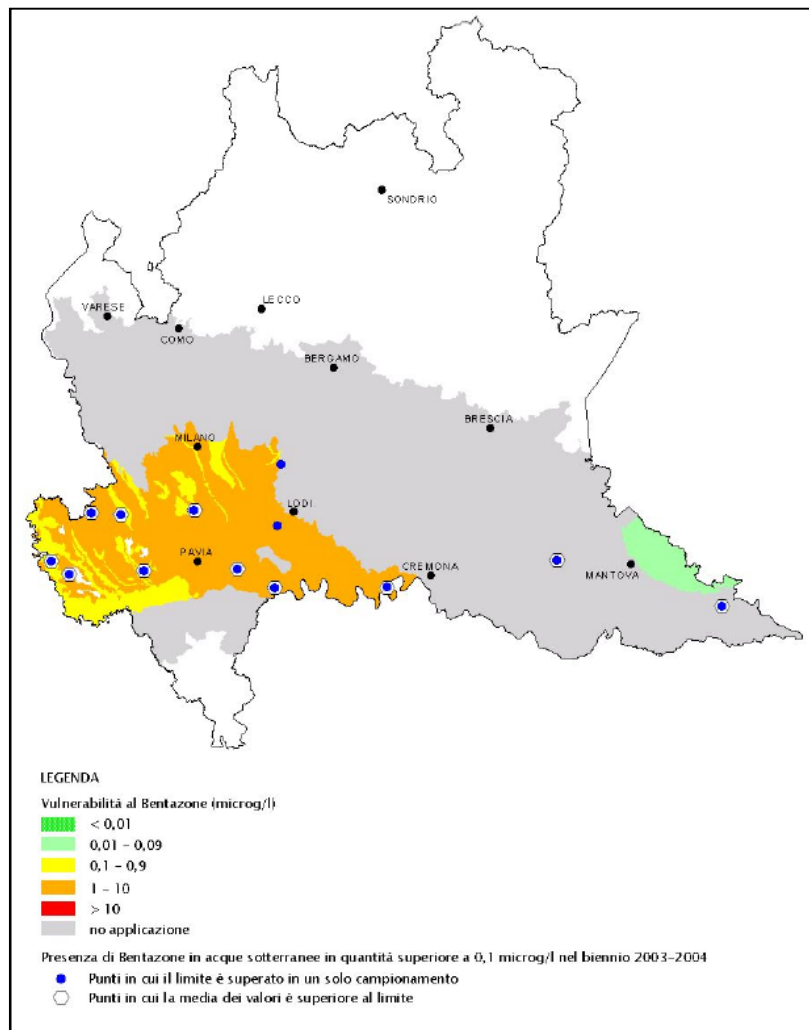 SONDRIO
LECCO
VARESE
COMO
BERGAMO
BRESCIA
MILANO
LODI
PAVIA
CREMONA
MANTOVA
LEGENDA
Vulnerabilità al Bentazone (microg/l)
< 0,01
0,01 – 0,09
0,1 – 0,9
1 – 10
> 10
no applicazione
Presenza di Bentazone in acque sotterranee in quantità superiore a 0,1 microg/l nel biennio 2003–2004
Punti in cui il limite è superato in un solo campionamento
Punti in cui la media dei valori è superiore al limite